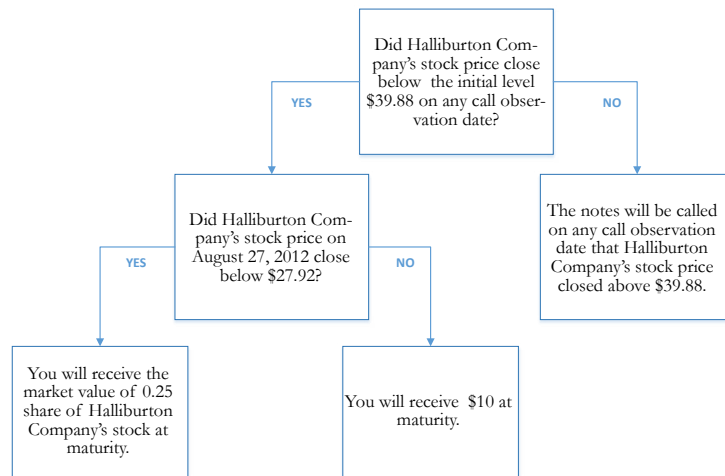 Did Halliburton Com-
pany's stock price close
below the initial level
$39.88 on any call obser-
vation date?
YES
NO
Did Halliburton Com-
pany's stock price on
August 27, 2012 close
below $27.92?
The notes will be called
on any call observation
date that Halliburton
Company's stock price
closed above $39.88.
YES
NO
You will receive the
market value of 0.25
share of Halliburton
Company's stock at
maturity.
You will receive $10 at
maturity.